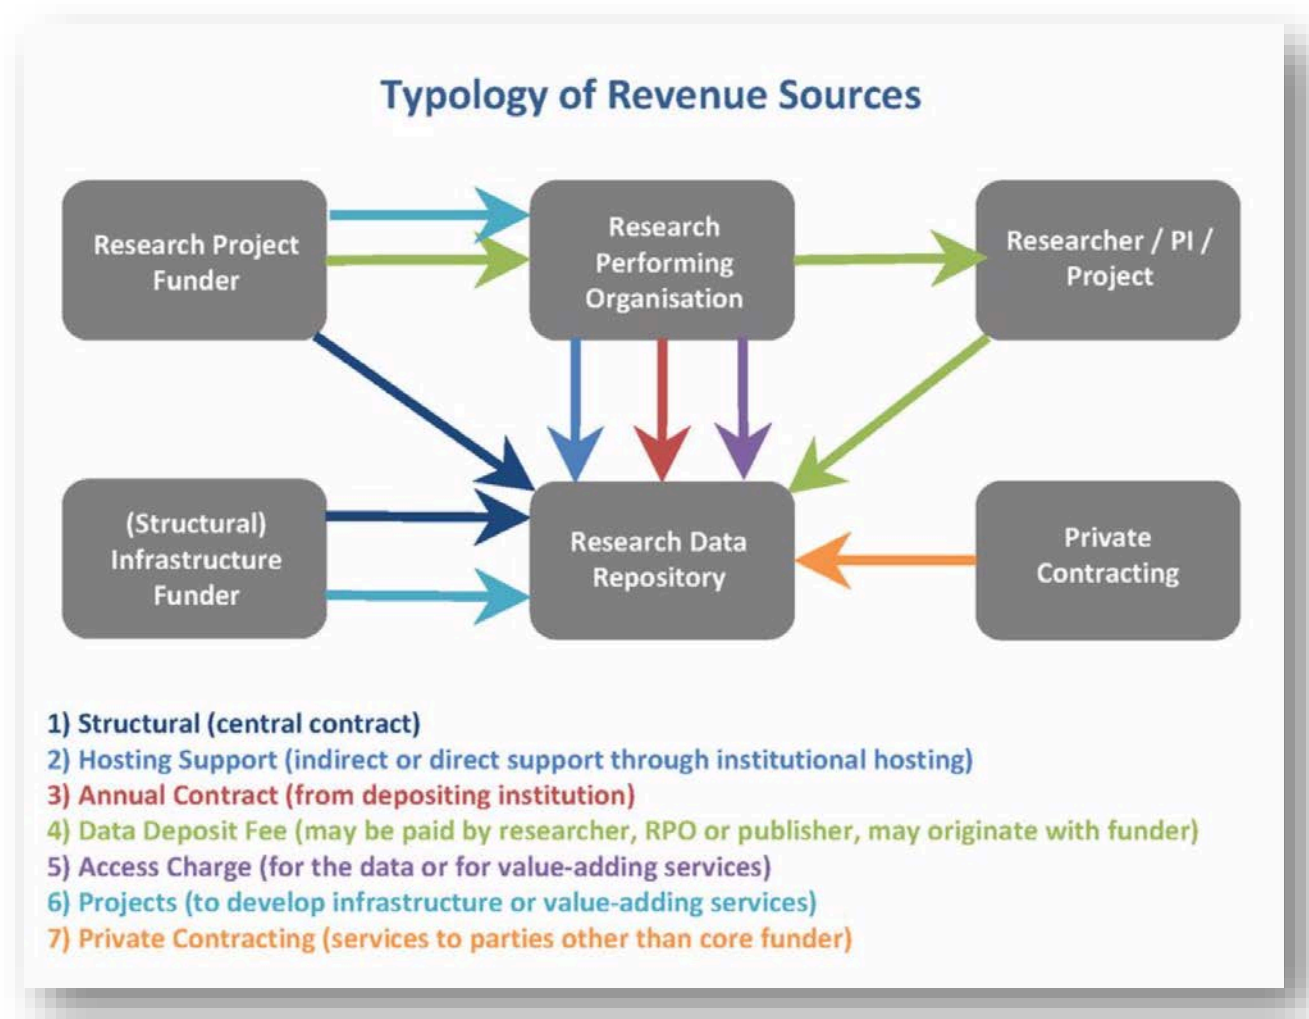 Typology of Revenue Sources
Research Project
Funder
Research
Performing
Organisation
Researcher / PI /
Project
(Structural)
Infrastructure
Funder
Research Data
Repository
Private
Contracting
1) Structural (central contract)
2) Hosting Support (indirect or direct support through institutional hosting)
3) Annual Contract (from depositing institution)
4) Data Deposit Fee (may be paid by researcher, RPO or publisher, may originate with funder)
5) Access Charge (for the data or for value-adding services)
6) Projects (to develop infrastructure or value-adding services)
7) Private Contracting (services to parties other than core funder)